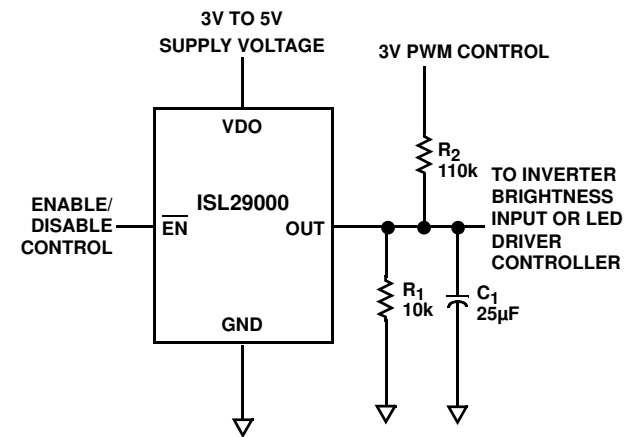 3V TO 5V
SUPPLY VOLTAGE
3V PWM CONTROL
VDO
R2
110k
TO INVERTER
BRIGHTNESS
INPUT OR LED
DRIVER
CONTROLLER
ENABLE/
DISABLE
CONTROL
ISL29000
EN
OUT
R1
10k
C1
25µF
GND